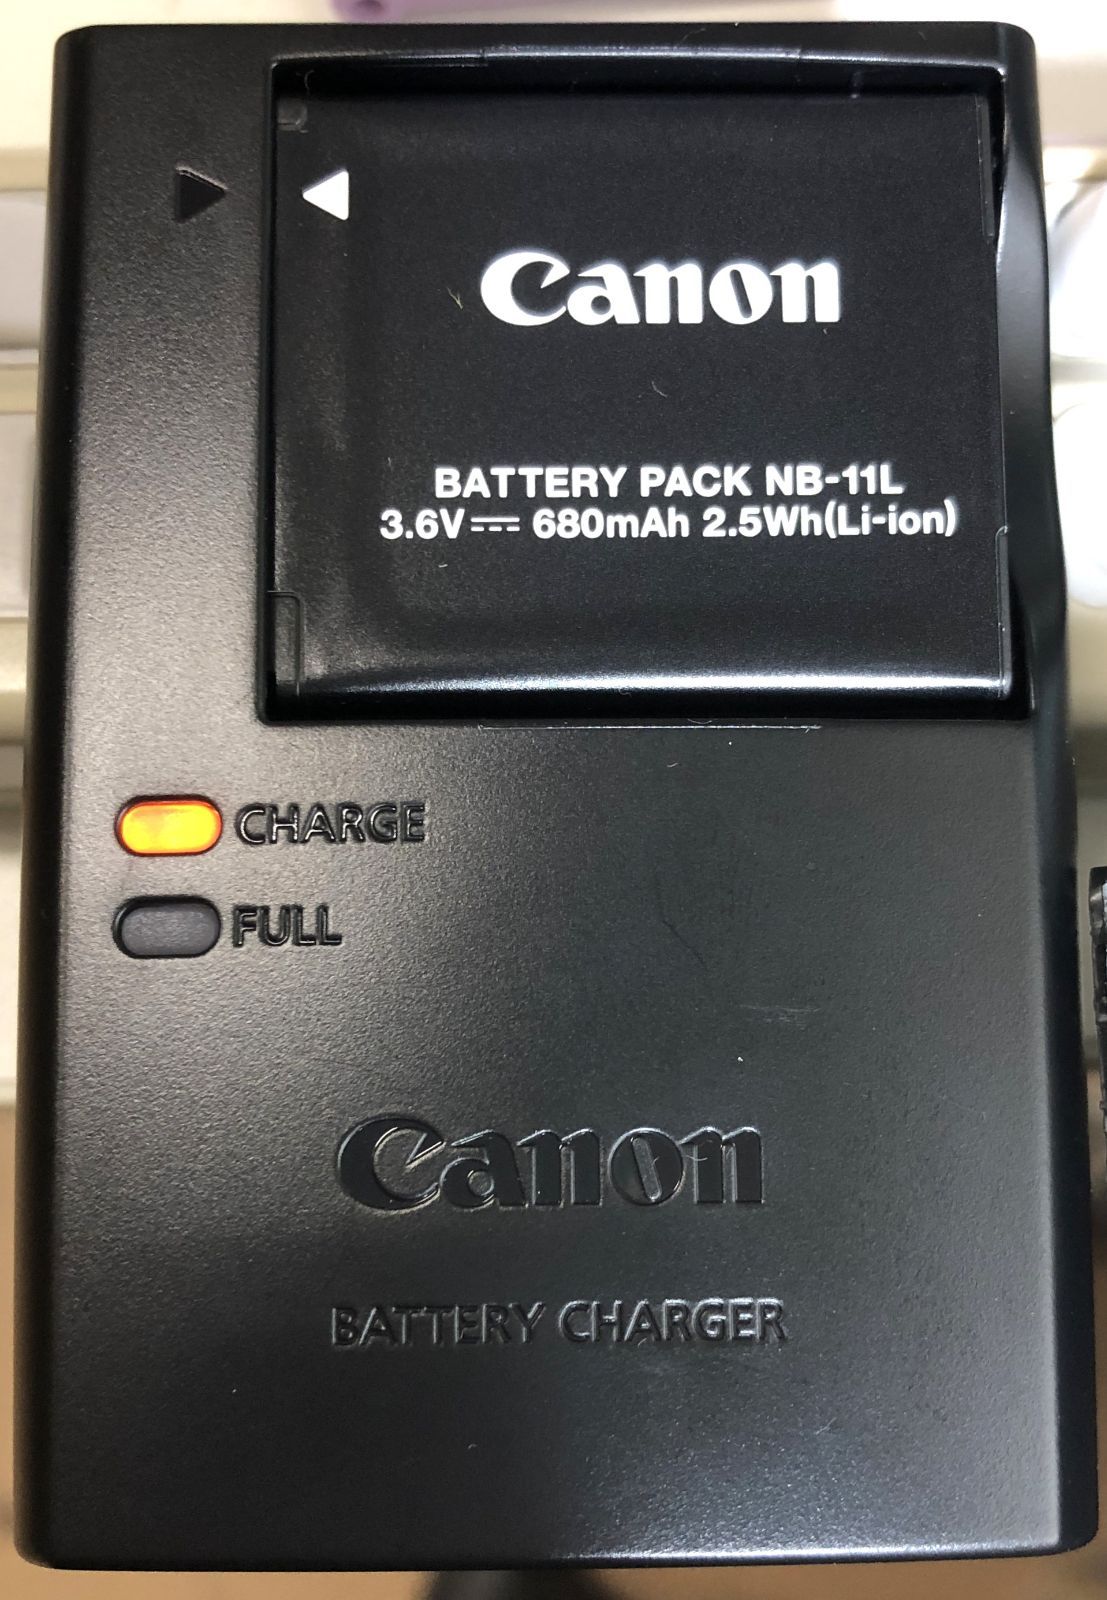 Canon
BATTERY PACK NB-11L
3.6V⎓ 680mAh 2.5Wh(Li-ion)
CHARGE
FULL
Canon
BATTERY CHARGER